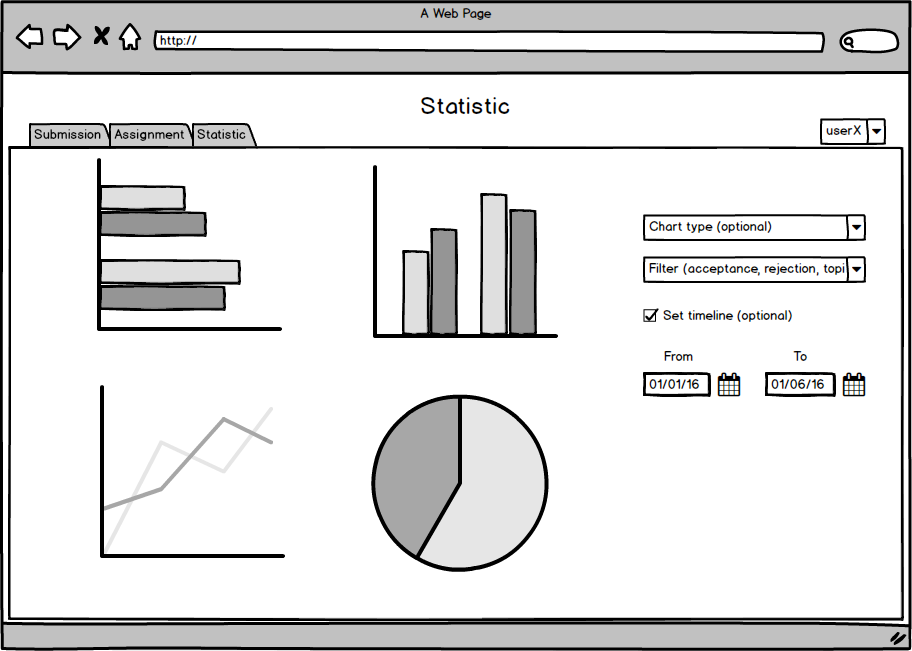 A Web Page
http://
Statistic
Submission Assignment Statistic
userX
Chart type (optional)
Filter (acceptance, rejection, topi
Set timeline (optional)
From To
01/01/16 01/06/16